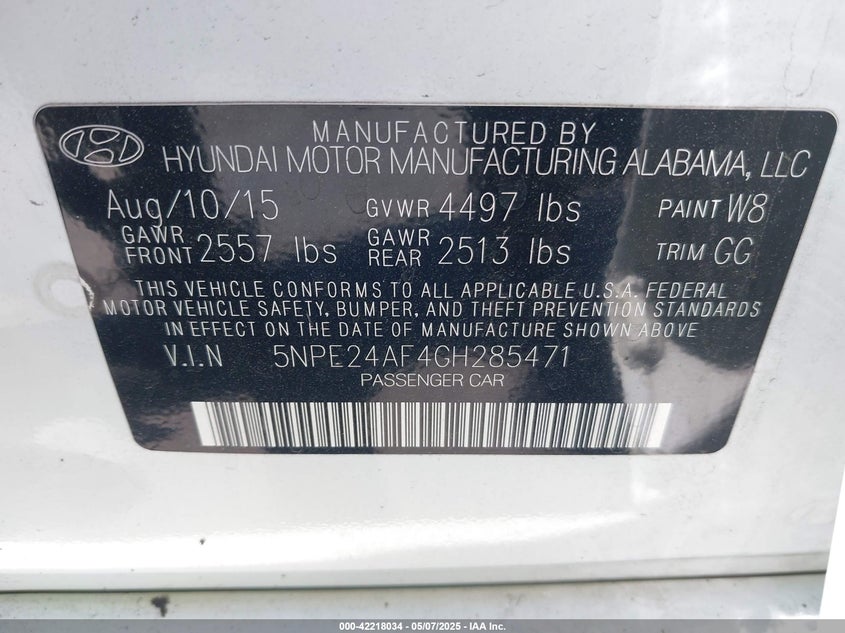 MANUFACTURED BY
HYUNDAI MOTOR MANUFACTURING ALABAMA, LLC
Aug/10/15 GVWR 4497 lbs PAINT W8
GAWR FRONT 2557 lbs GAWR REAR 2513 lbs TRIM GG
THIS VEHICLE CONFORMS TO ALL APPLICABLE U.S.A. FEDERAL
MOTOR VEHICLE SAFETY, BUMPER, AND THEFT PREVENTION STANDARDS
IN EFFECT ON THE DATE OF MANUFACTURE SHOWN ABOVE
V.I.N 5NPE24AF4GH285471
PASSENGER CAR
000-42218034 - 05/07/2025 - IAA Inc.